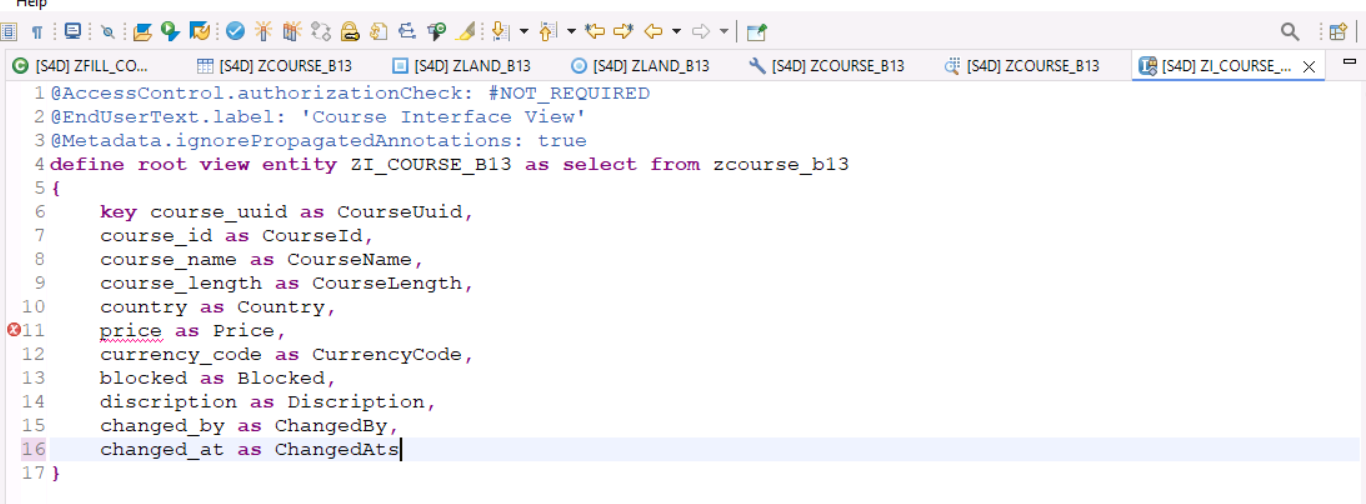 Help
[S4D] ZFILL_CO... [S4D] ZCOURSE_B13 [S4D] ZLAND_B13 [S4D] ZLAND_B13 [S4D] ZCOURSE_B13 [S4D] ZCOURSE_B13 [S4D] ZI_COURSE_...
1 @AccessControl.authorizationCheck: #NOT_REQUIRED
2 @EndUserText.label: 'Course Interface View'
3 @Metadata.ignorePropagatedAnnotations: true
4 define root view entity ZI_COURSE_B13 as select from zcourse_b13
5 {
6 key course_uuid as CourseUuid,
7 course_id as CourseId,
8 course_name as CourseName,
9 course_length as CourseLength,
10 country as Country,
11 price as Price,
12 currency_code as CurrencyCode,
13 blocked as Blocked,
14 discription as Discription,
15 changed_by as ChangedBy,
16 changed_at as ChangedAts
17 }